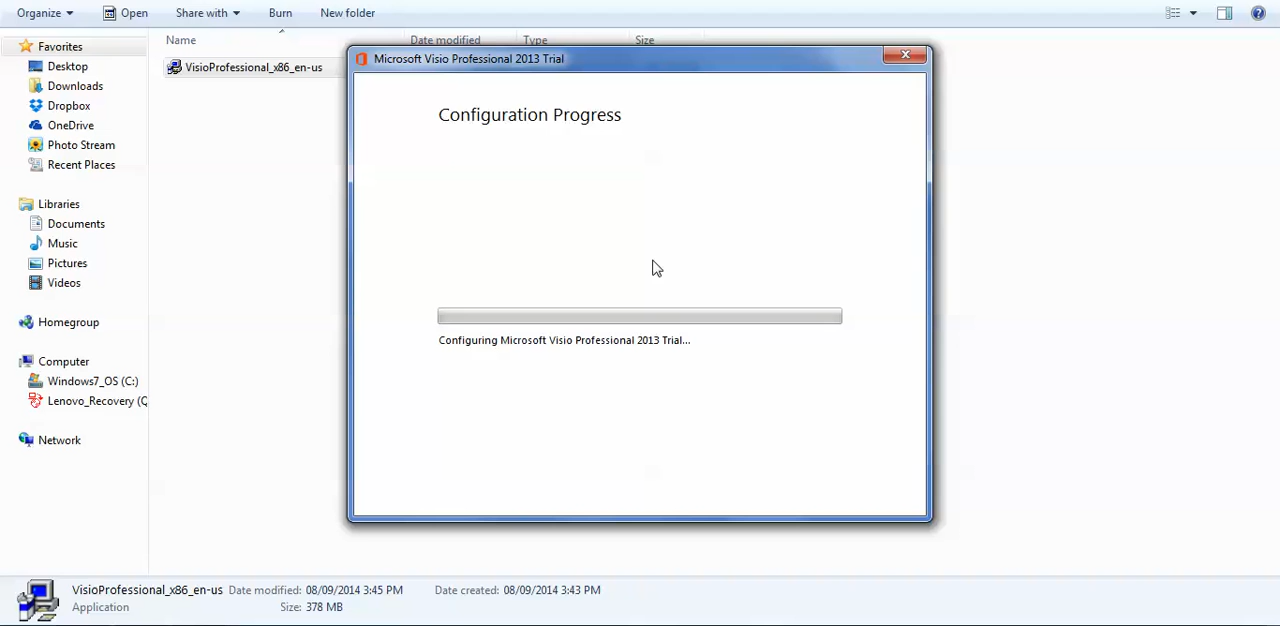 Organize
Open
Share with
Burn
New folder
Name
Date modified
Type
Size
Favorites
Desktop
Downloads
Dropbox
OneDrive
Photo Stream
Recent Places
Libraries
Documents
Music
Pictures
Videos
Homegroup
Computer
Windows7_OS (C:)
Lenovo_Recovery (Q
Network
VisioProfessional_x86_en-us
Microsoft Visio Professional 2013 Trial
Configuration Progress
Configuring Microsoft Visio Professional 2013 Trial...
VisioProfessional_x86_en-us Date modified: 08/09/2014 3:45 PM Date created: 08/09/2014 3:43 PM
Application Size: 378 MB